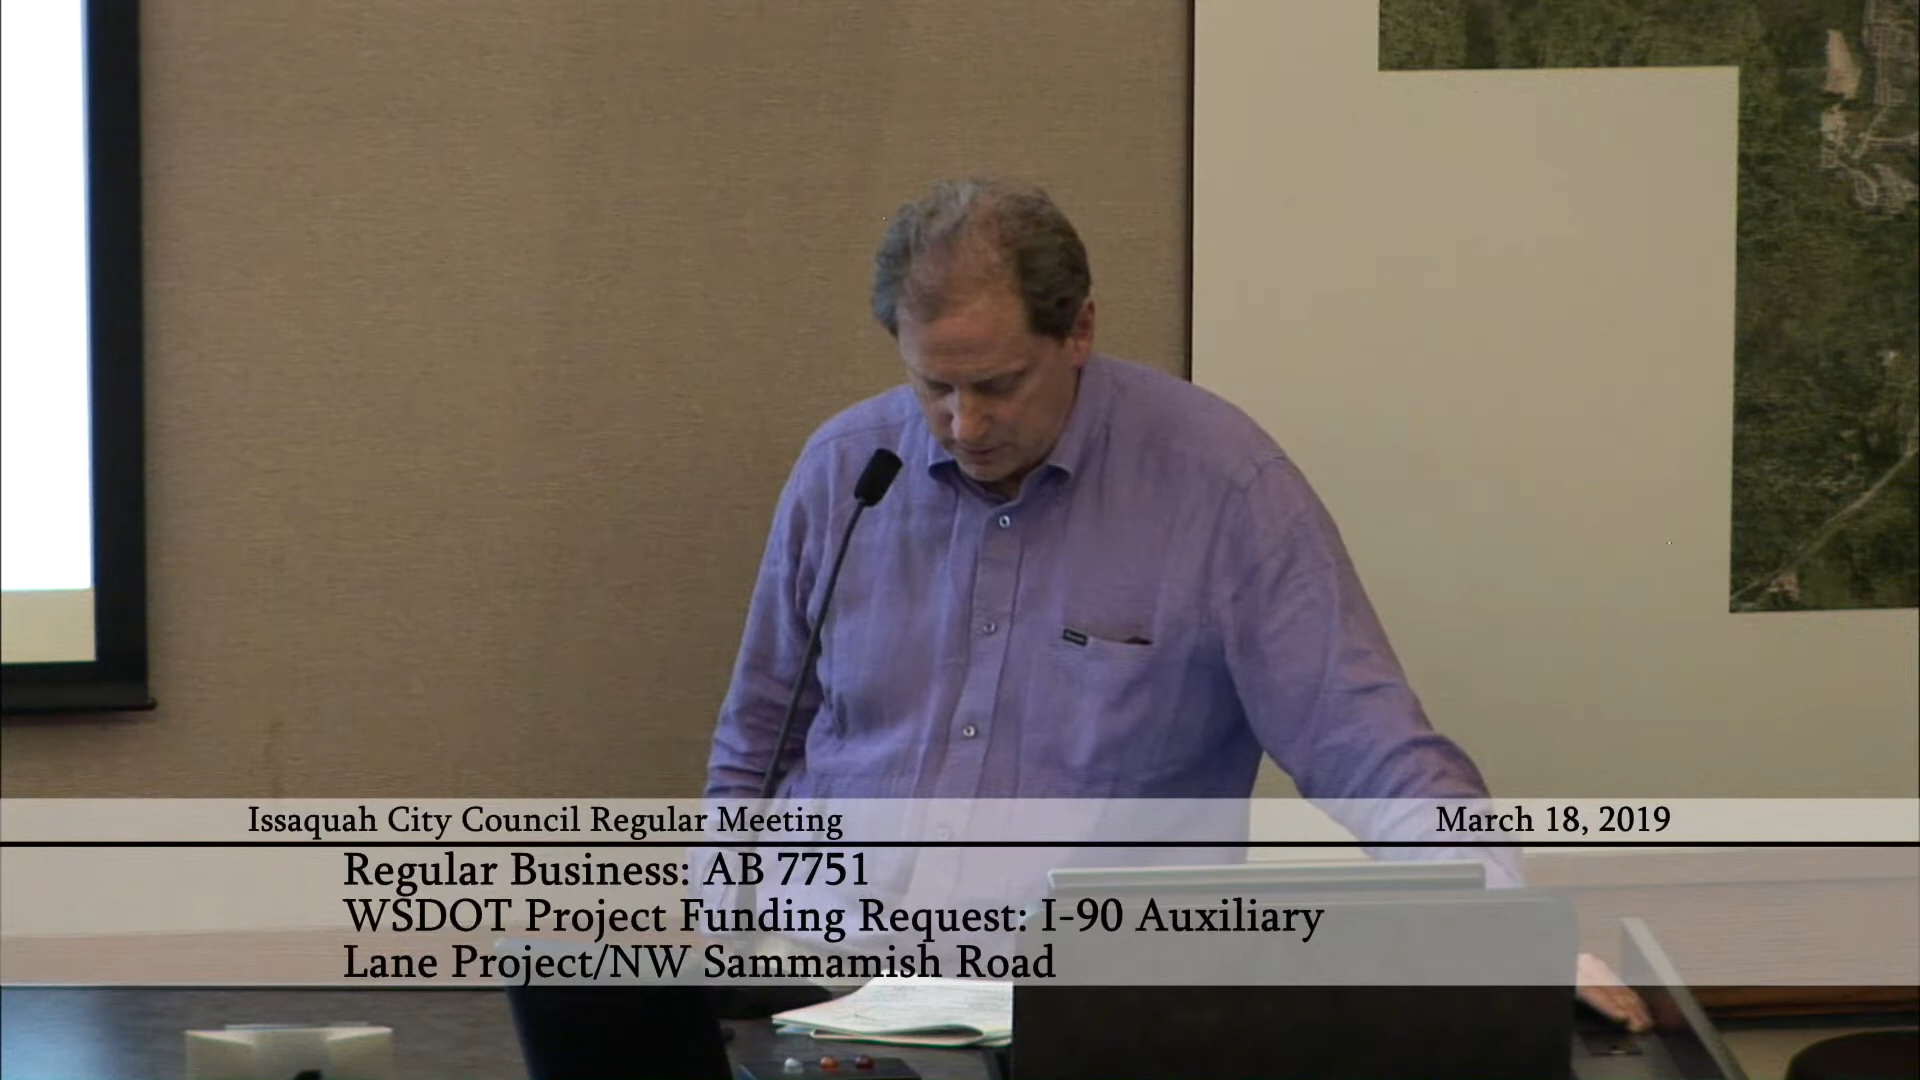 Issaquah City Council Regular Meeting
March 18, 2019
Regular Business: AB 7751
WSDOT Project Funding Request: I-90 Auxiliary
Lane Project/NW Sammamish Road